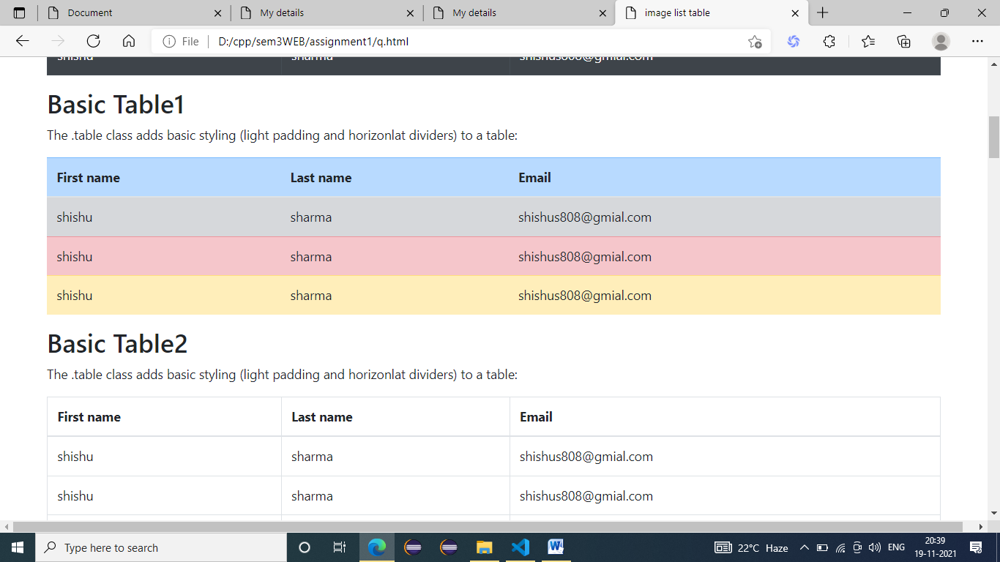 Document
My details
My details
image list table
File
D:/cpp/sem3WEB/assignment1/q.html
shishu sharma shishus808@gmial.com
Basic Table1
The .table class adds basic styling (light padding and horizonlat dividers) to a table:
First name Last name Email
shishu sharma shishus808@gmial.com
shishu sharma shishus808@gmial.com
shishu sharma shishus808@gmial.com
Basic Table2
The .table class adds basic styling (light padding and horizonlat dividers) to a table:
First name Last name Email
shishu sharma shishus808@gmial.com
shishu sharma shishus808@gmial.com
Type here to search
22°C Haze
ENG
20:39
19-11-2021